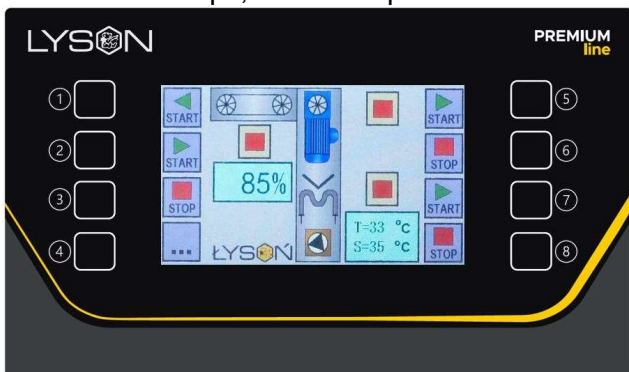 LYSON
PREMIUM
line
1
START
START
5
2
START
STOP
6
3
STOP
85%
START
7
4
...
ŁYSOŃ
T=33 °C
S=35 °C
STOP
8